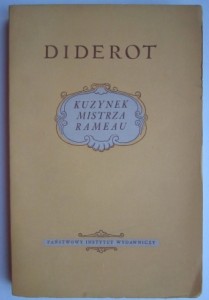 DIDEROT
KUZYNEK
MISTRZA
RAMEAU
PAŃSTWOWY INSTYTUT WYDAWNICZY